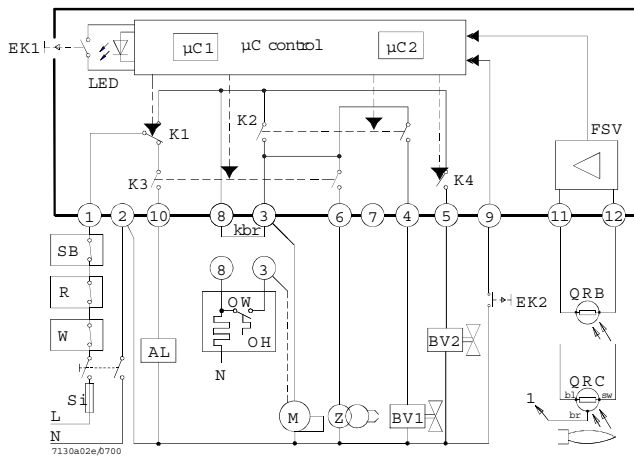 µC1 µC control µC2
EK1
LED
FSV
K1 K2
K3 K4
1 2 10 8 3 6 7 4 5 9 11 12
kbr
SB
8 3
QRB
R
OW
EK2
W
AL
OH
BV2
N
QRC
Si
bl sw
L
M Z BV1
1
br
N
7130a02e/0700